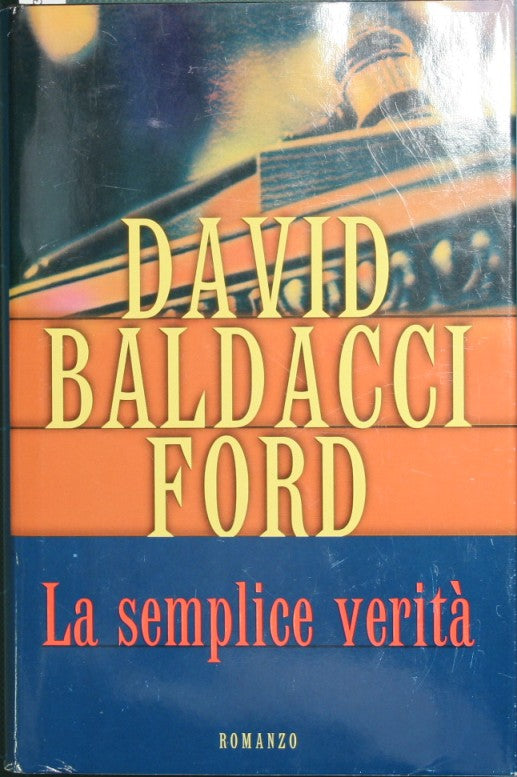 DAVID
BALDACCI
FORD
La semplice verità
ROMANZO